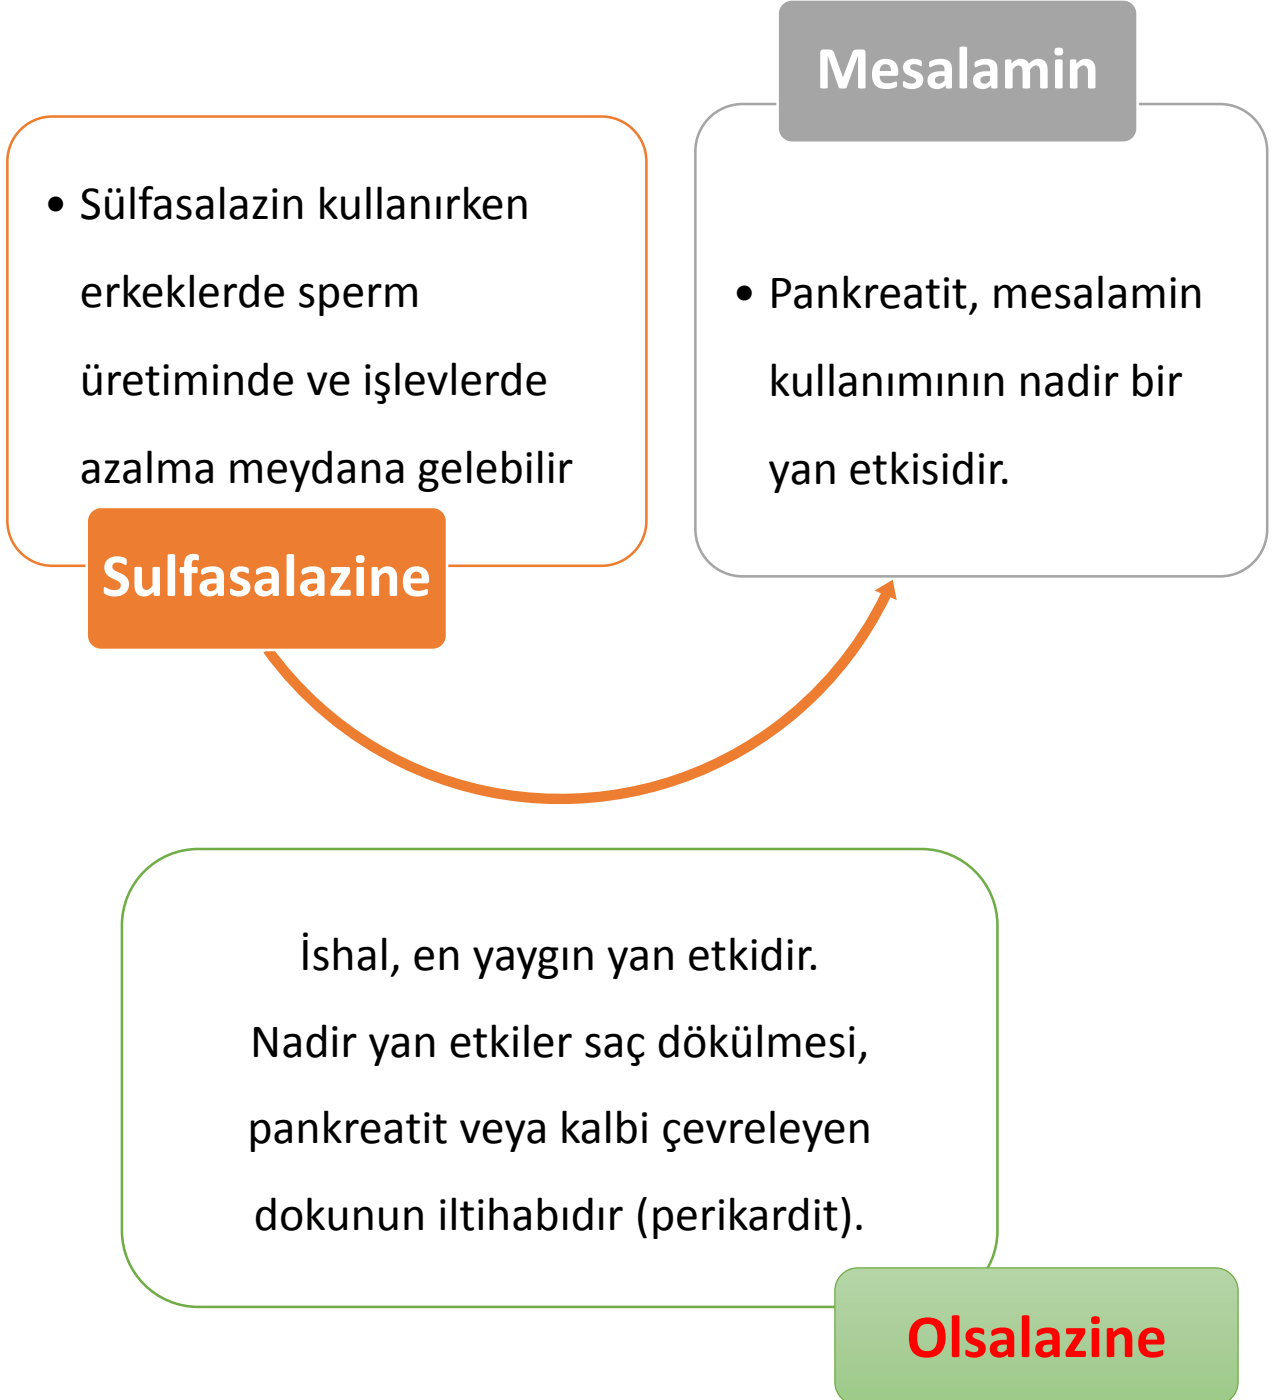 • Sülfasalazin kullanırken
erkeklerde sperm
üretiminde ve işlevlerde
azalma meydana gelebilir
Sulfasalazine
Mesalamin
• Pankreatit, mesalamin
kullanımının nadir bir
yan etkisidir.
İshal, en yaygın yan etkidir.
Nadir yan etkiler saç dökülmesi,
pankreatit veya kalbi çevreleyen
dokunun iltihabıdır (perikardit).
Olsalazine